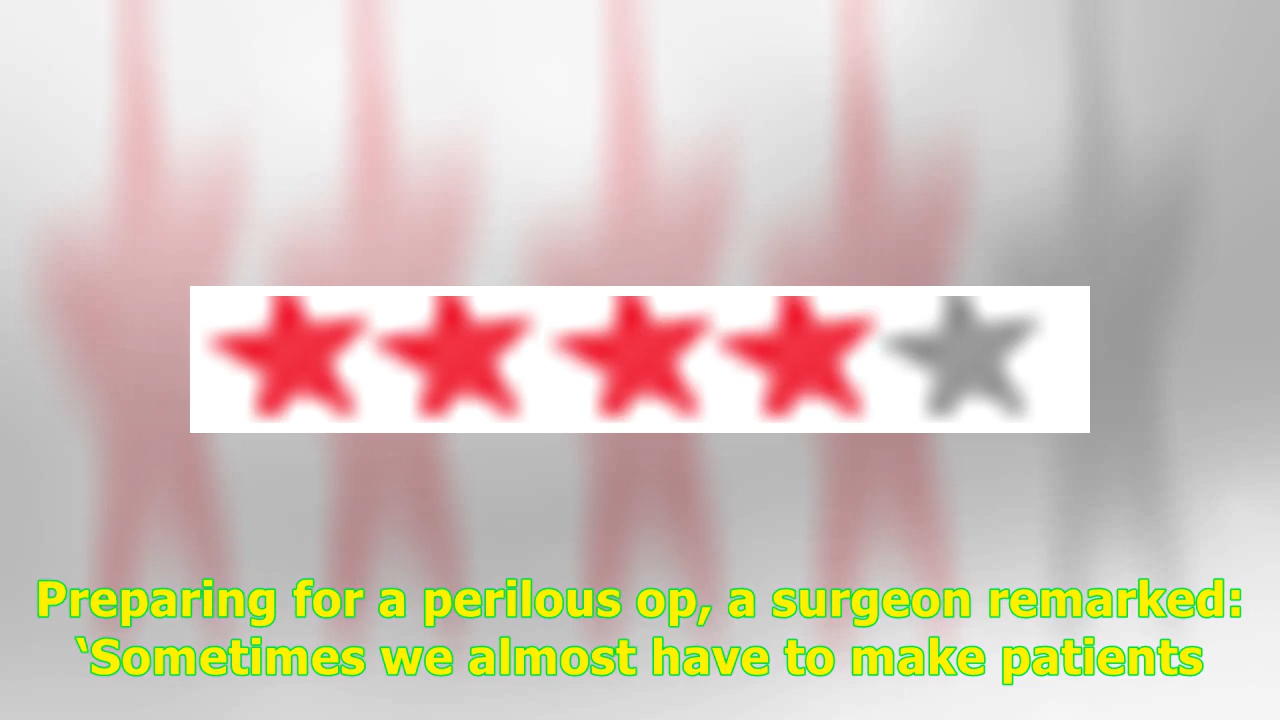 Preparing for a perilous op, a surgeon remarked:
‘Sometimes we almost have to make patients